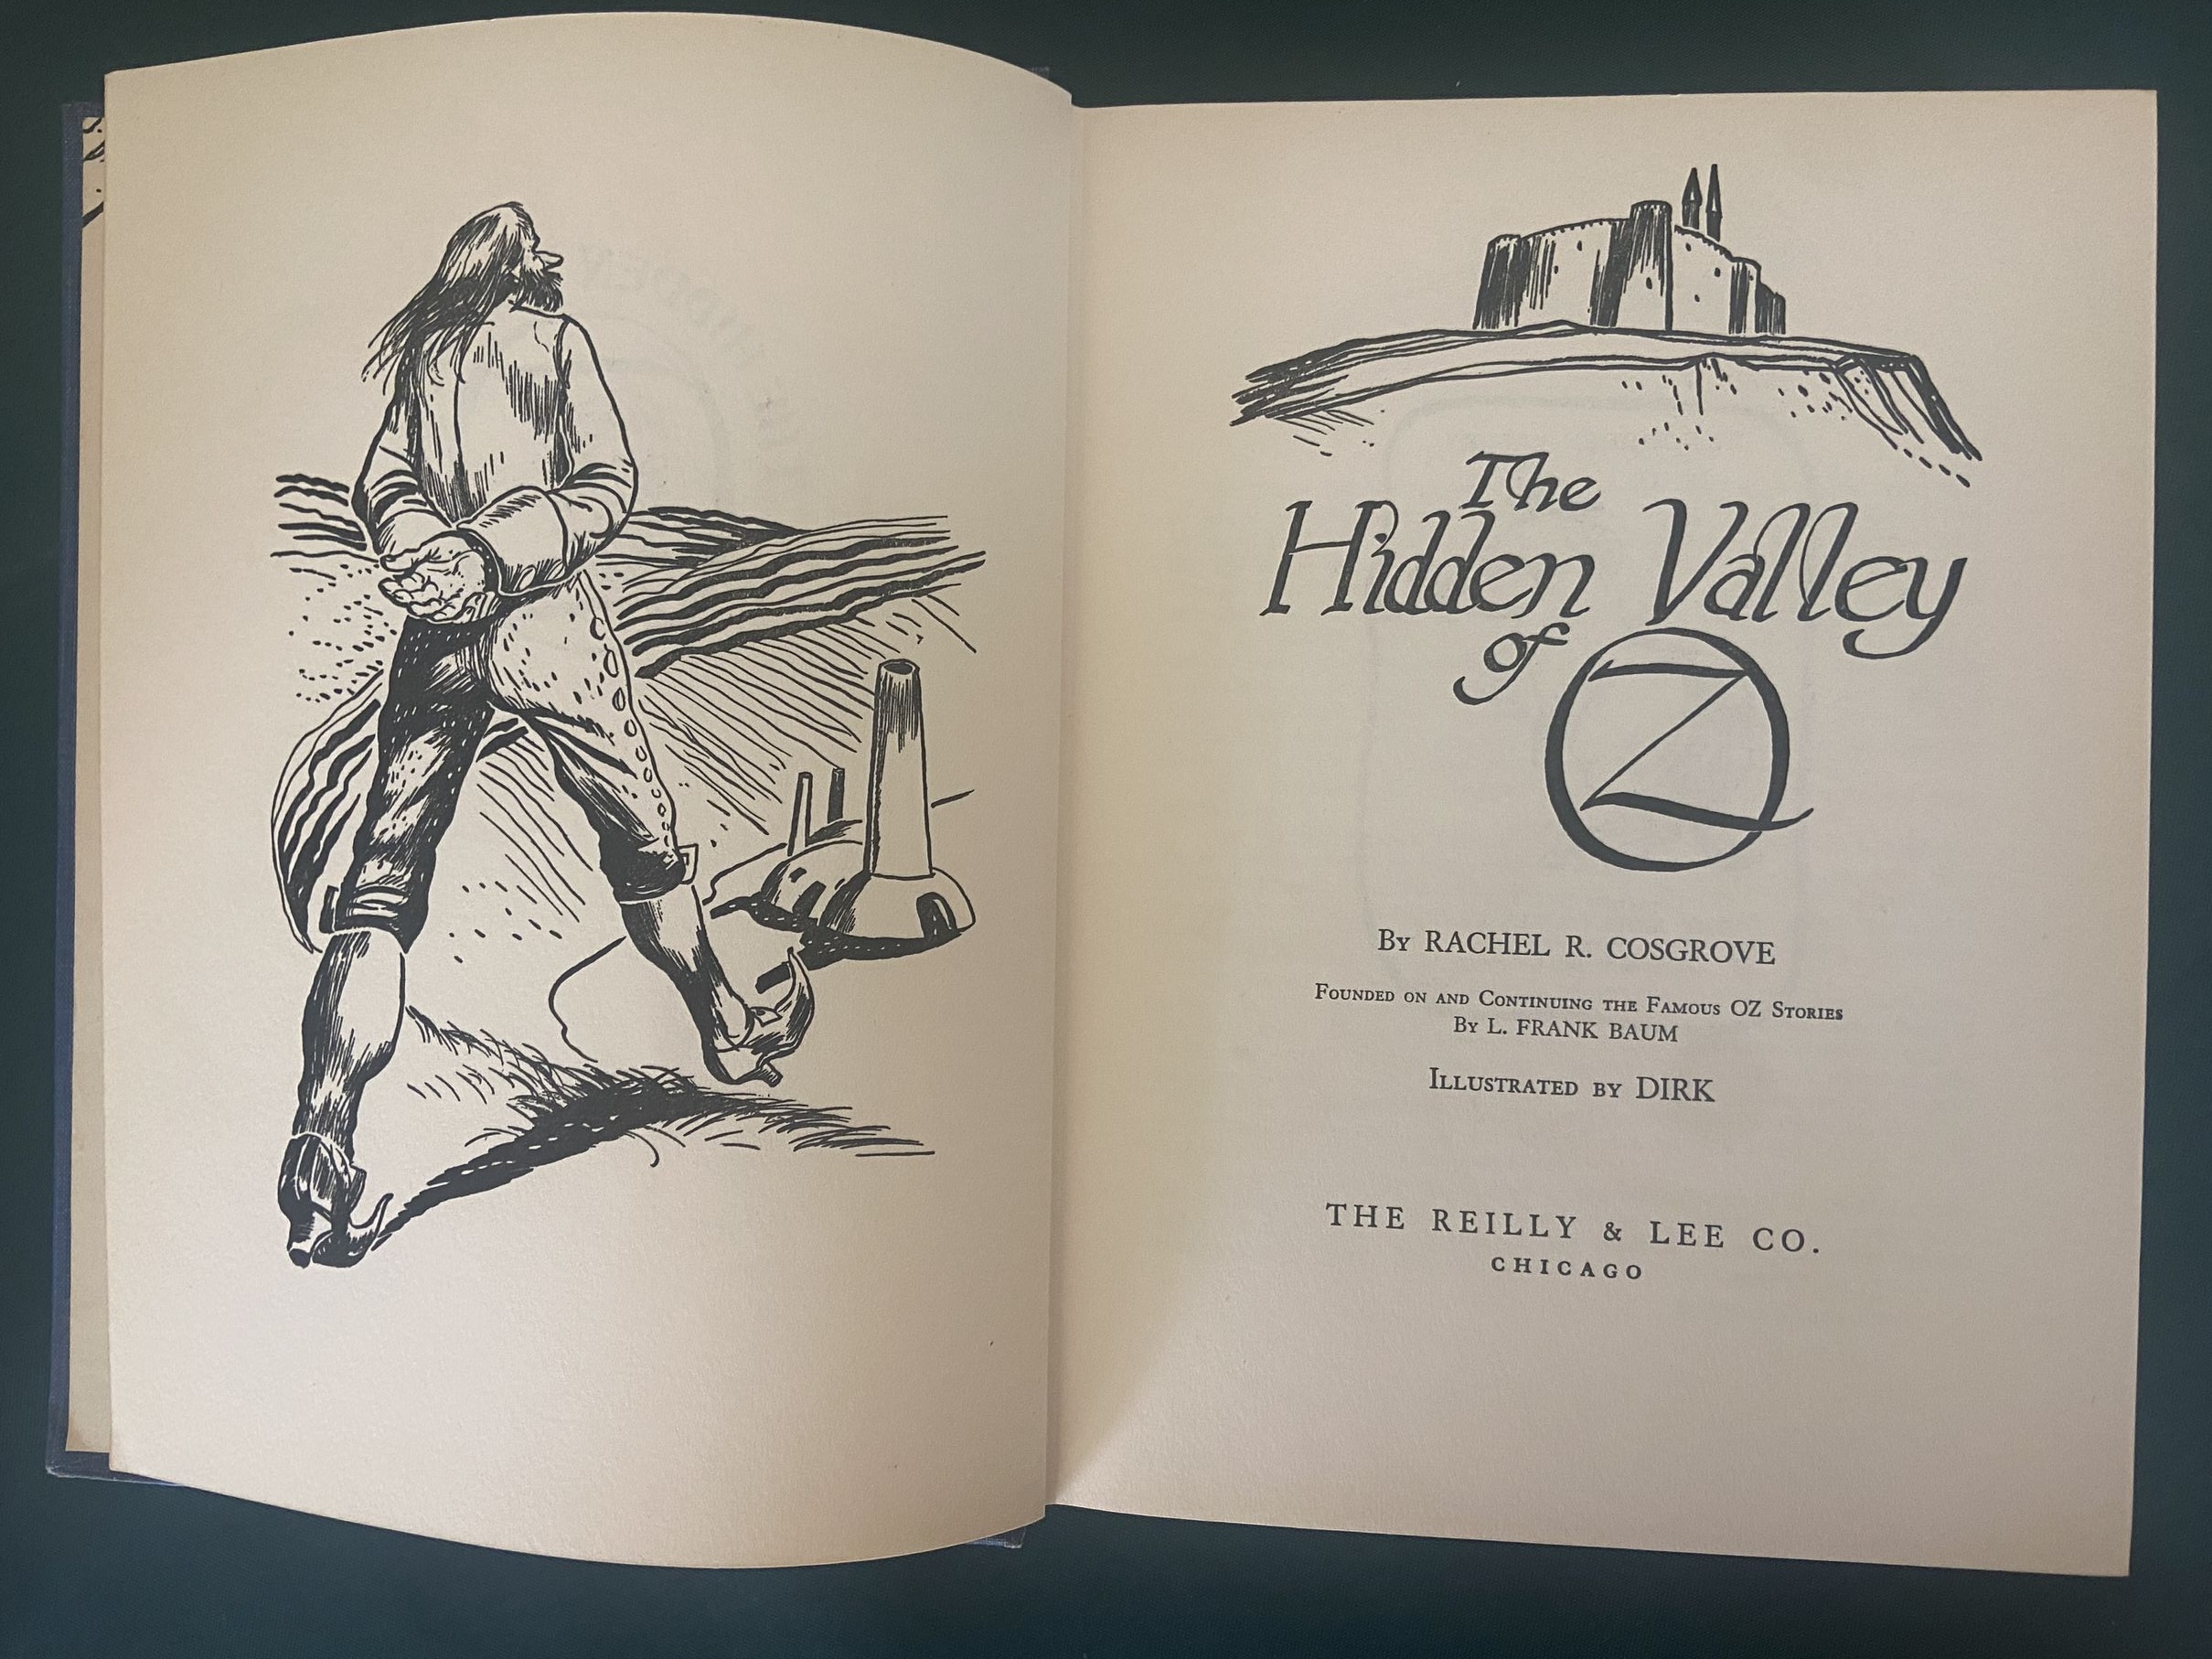 The
Hidden Valley
of OZ
By RACHEL R. COSGROVE
Founded on and Continuing the Famous OZ Stories
By L. FRANK BAUM
Illustrated by DIRK
THE REILLY & LEE CO.
CHICAGO